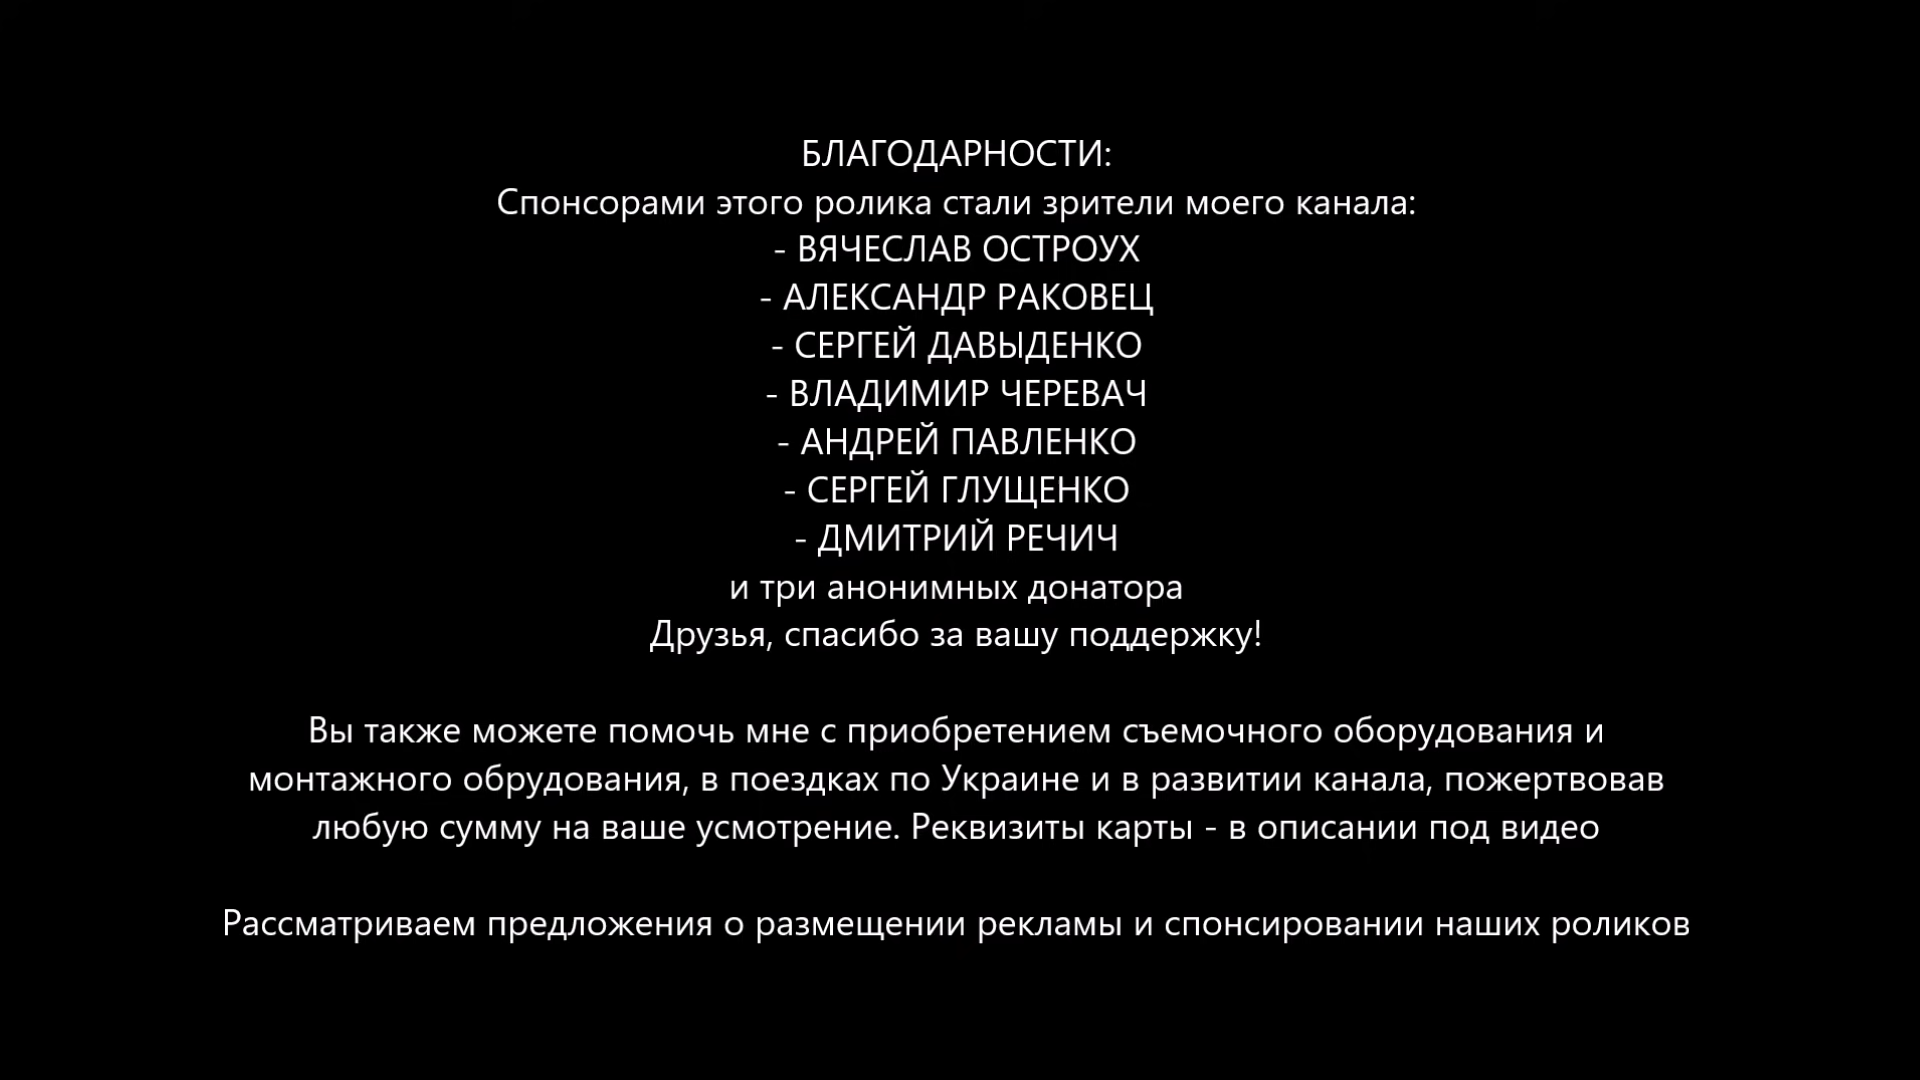 БЛАГОДАРНОСТИ:
Спонсорами этого ролика стали зрители моего канала:
- ВЯЧЕСЛАВ ОСТРОУХ
- АЛЕКСАНДР РАКОВЕЦ
- СЕРГЕЙ ДАВЫДЕНКО
- ВЛАДИМИР ЧЕРЕВАЧ
- АНДРЕЙ ПАВЛЕНКО
- СЕРГЕЙ ГЛУЩЕНКО
- ДМИТРИЙ РЕЧИЧ
и три анонимных донатора
Друзья, спасибо за вашу поддержку!
Вы также можете помочь мне с приобретением съемочного оборудования и
монтажного обрудования, в поездках по Украине и в развитии канала, пожертвовав
любую сумму на ваше усмотрение. Реквизиты карты - в описании под видео
Рассматриваем предложения о размещении рекламы и спонсировании наших роликов